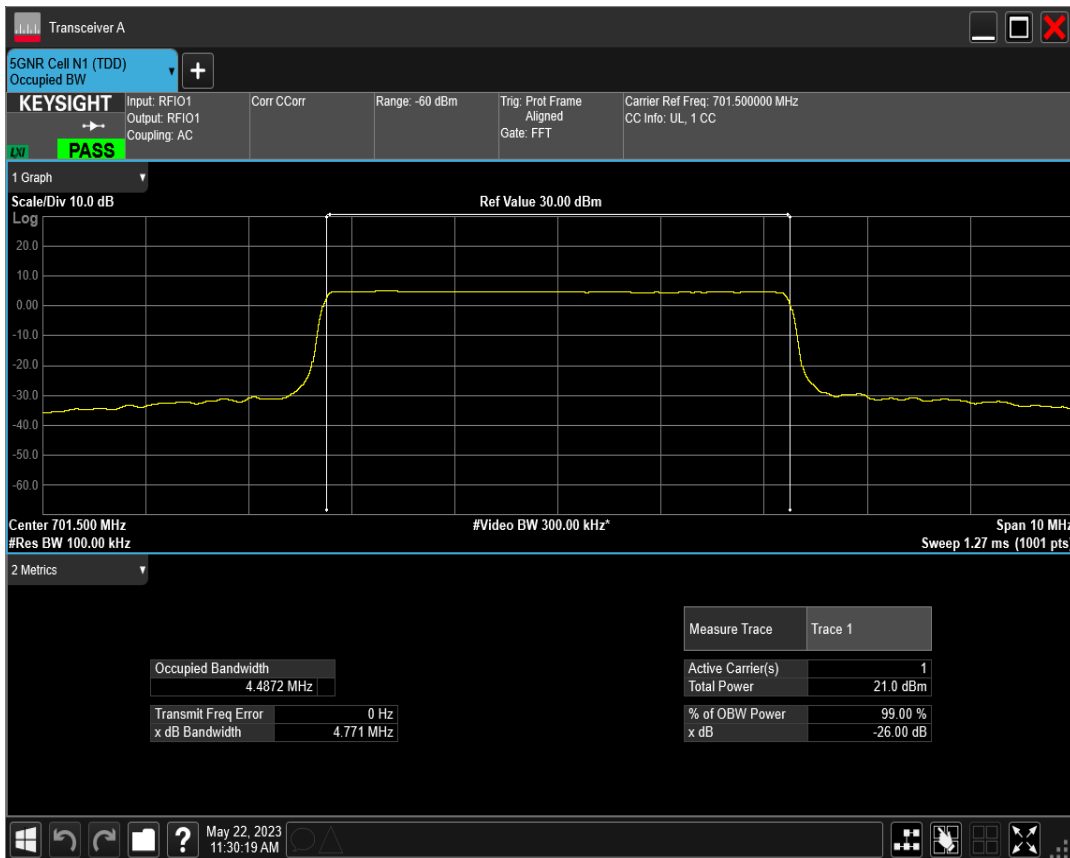 Transceiver A
5GNR Cell N1 (TDD)
Occupied BW
+
KEYSIGHT
LXI
PASS
Input: RFIO1
Output: RFIO1
Coupling: AC
Corr CCorr
Range: -60 dBm
Trig: Prot Frame
Aligned
Gate: FFT
Carrier Ref Freq: 701.500000 MHz
CC Info: UL, 1 CC
1 Graph
Scale/Div 10.0 dB
Ref Value 30.00 dBm
Log
20.0
10.0
0.00
-10.0
-20.0
-30.0
-40.0
-50.0
-60.0
Center 701.500 MHz
#Video BW 300.00 kHz*
Span 10 MHz
#Res BW 100.00 kHz
Sweep 1.27 ms (1001 pts)
2 Metrics
Measure Trace Trace 1
Occupied Bandwidth
4.4872 MHz
Active Carrier(s) 1
Total Power 21.0 dBm
Transmit Freq Error 0 Hz
x dB Bandwidth 4.771 MHz
% of OBW Power 99.00 %
x dB -26.00 dB
?
May 22, 2023
11:30:19 AM